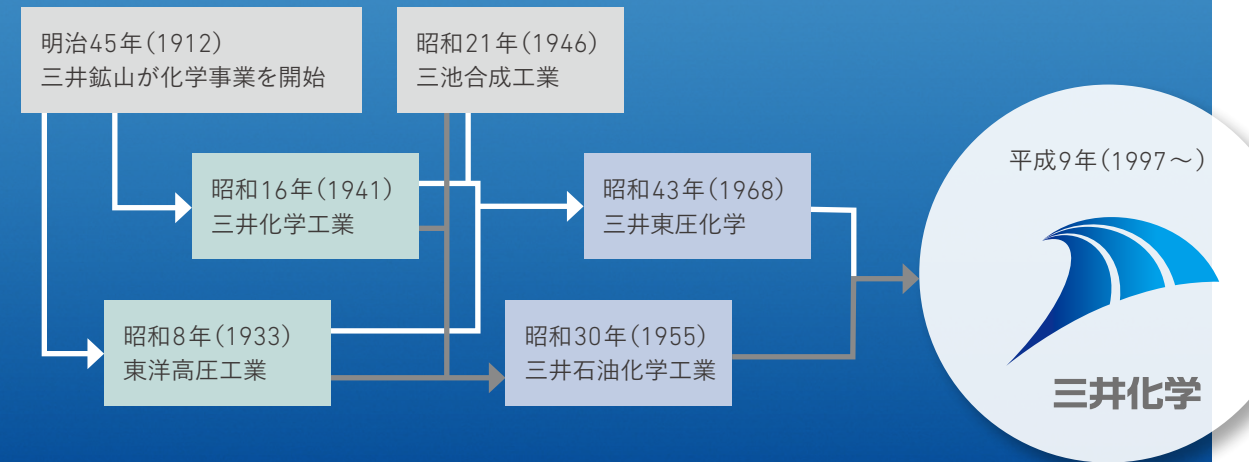 明治45年(1912)
三井鉱山が化学事業を開始
昭和21年(1946)
三池合成工業
昭和16年(1941)
三井化学工業
昭和43年(1968)
三井東圧化学
昭和8年(1933)
東洋高圧工業
昭和30年(1955)
三井石油化学工業
平成9年(1997〜)
三井化学